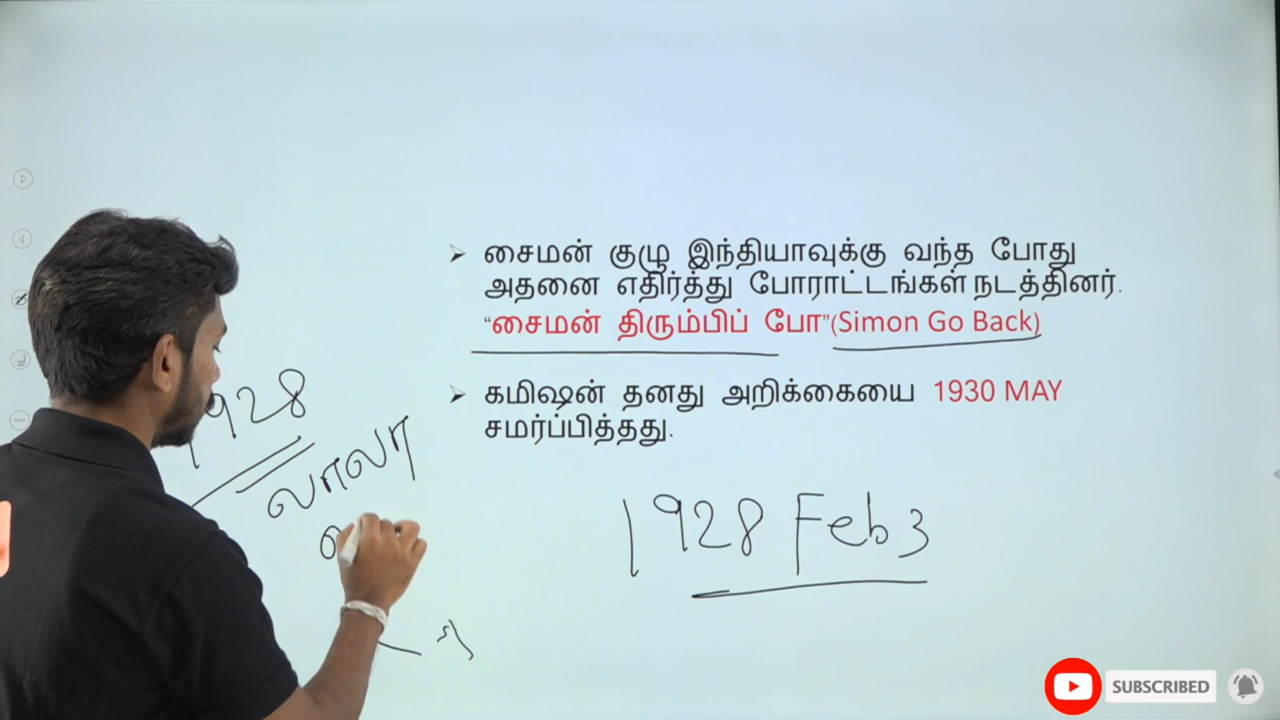 சைமன் குழு இந்தியாவுக்கு வந்த போது
அதனை எதிர்த்து போராட்டங்கள் நடத்தினர்.
“சைமன் திரும்பிப் போ”(Simon Go Back)
கமிஷன் தனது அறிக்கையை 1930 MAY
சமர்ப்பித்தது.
1928
லாலா
1928 Feb 3
SUBSCRIBED